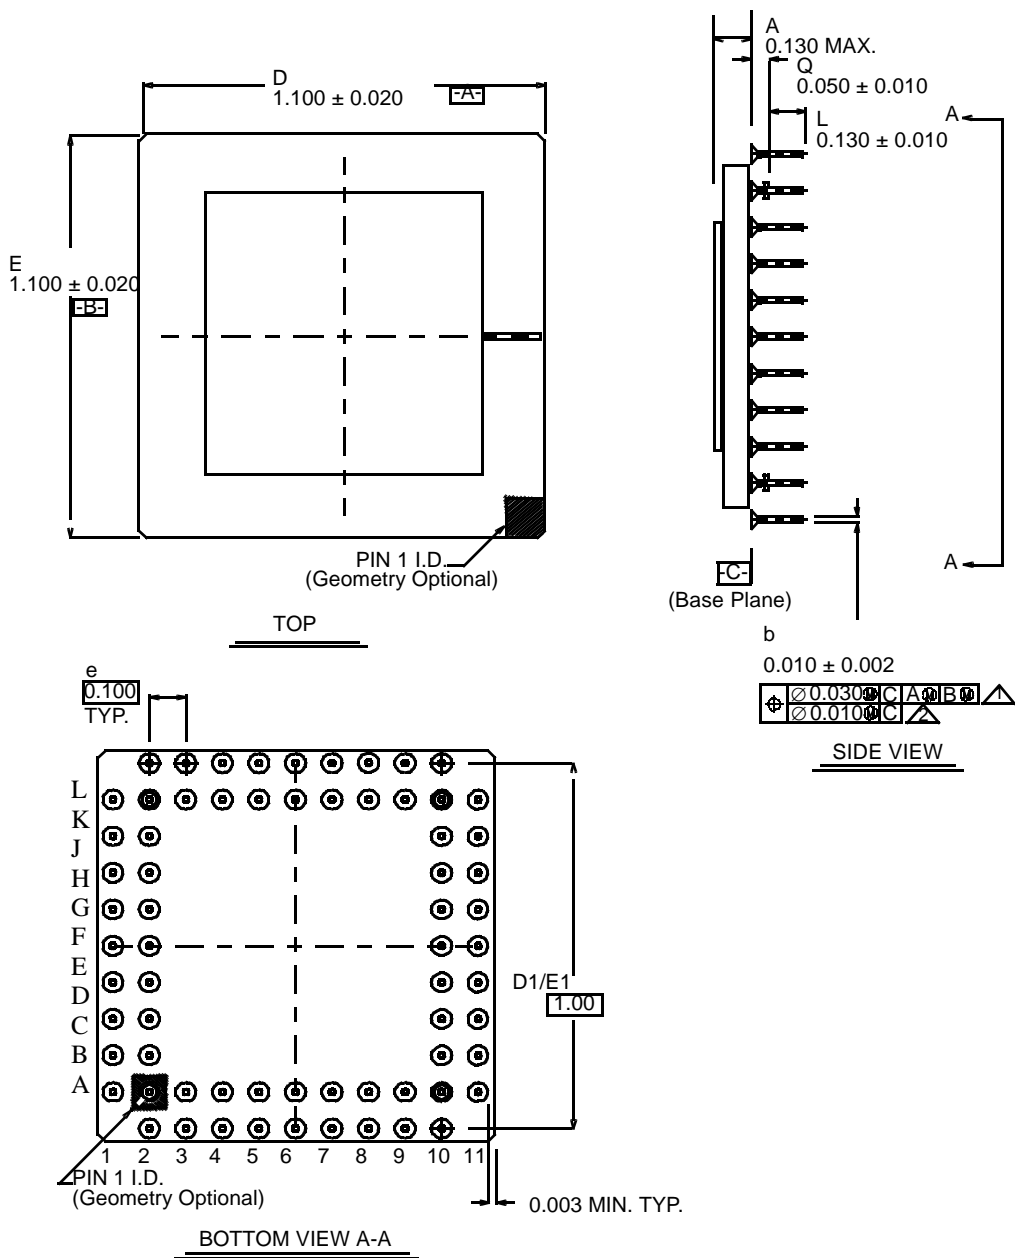 D
1.100 ± 0.020
-A-
E
1.100 ± 0.020
-B-
PIN 1 I.D.
(Geometry Optional)
TOP
A
0.130 MAX.
Q
0.050 ± 0.010
L
0.130 ± 0.010
A
A
-C-
(Base Plane)
b
0.010 ± 0.002
⌖ ∅ 0.030 Ⓜ C A Ⓜ B Ⓜ 1
∅ 0.010 Ⓜ C 2
SIDE VIEW
e
0.100
TYP.
L
K
J
H
G
F
E
D
C
B
A
D1/E1
1.00
1 2 3 4 5 6 7 8 9 10 11
PIN 1 I.D.
(Geometry Optional)
0.003 MIN. TYP.
BOTTOM VIEW A-A